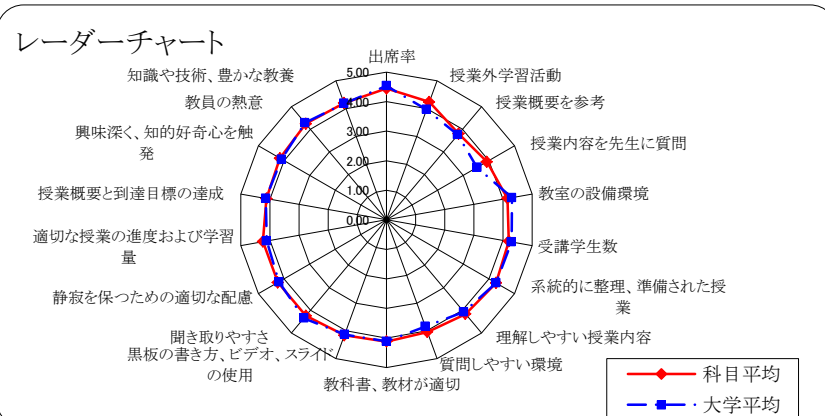 レーダーチャート
出席率
授業外学習活動
授業概要を参考
授業内容を先生に質問
教室の設備環境
受講学生数
系統的に整理、準備された授
業
理解しやすい授業内容
質問しやすい環境
教科書、教材が適切
黒板の書き方、ビデオ、スライド
の使用
聞き取りやすさ
静寂を保つための適切な配慮
適切な授業の進度および学習
量
授業概要と到達目標の達成
興味深く、知的好奇心を触
発
教員の熱意
知識や技術、豊かな教養
5.00
4.00
3.00
2.00
1.00
0.00
科目平均
大学平均